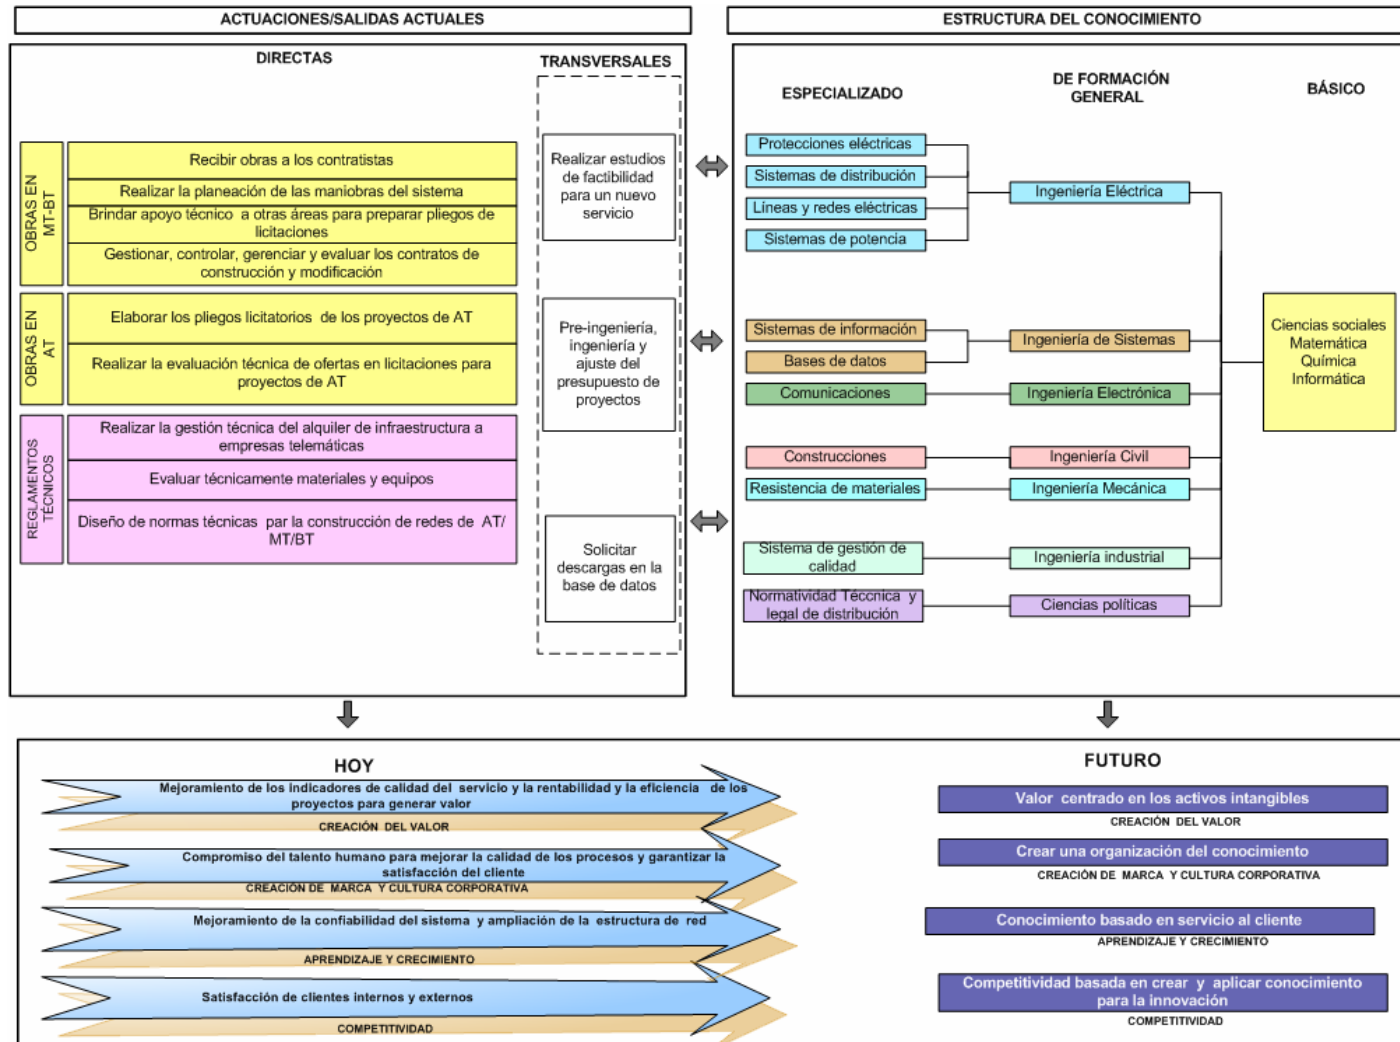 ACTUACIONES/SALIDAS ACTUALES
DIRECTAS
TRANSVERSALES
OBRAS EN
MT-BT
Recibir obras a los contratistas
Realizar la planeación de las maniobras del sistema
Brindar apoyo técnico a otras áreas para preparar pliegos de
licitaciones
Gestionar, controlar, gerenciar y evaluar los contratos de
construcción y modificación
OBRAS EN
AT
Elaborar los pliegos licitatorios de los proyectos de AT
Realizar la evaluación técnica de ofertas en licitaciones para
proyectos de AT
REGLAMENTOS
TÉCNICOS
Realizar la gestión técnica del alquiler de infraestructura a
empresas telemáticas
Evaluar técnicamente materiales y equipos
Diseño de normas técnicas par la construcción de redes de AT/
MT/BT
Realizar estudios
de factibilidad
para un nuevo
servicio
Pre-ingeniería,
ingeniería y
ajuste del
presupuesto de
proyectos
Solicitar
descargas en la
base de datos
ESTRUCTURA DEL CONOCIMIENTO
ESPECIALIZADO
DE FORMACIÓN
GENERAL
BÁSICO
Protecciones eléctricas
Sistemas de distribución
Líneas y redes eléctricas
Sistemas de potencia
Ingeniería Eléctrica
Sistemas de información
Bases de datos
Ingeniería de Sistemas
Comunicaciones
Ingeniería Electrónica
Construcciones
Ingeniería Civil
Resistencia de materiales
Ingeniería Mecánica
Sistema de gestión de
calidad
Ingeniería industrial
Normatividad Téccnica y
legal de distribución
Ciencias políticas
Ciencias sociales
Matemática
Química
Informática
HOY
Mejoramiento de los indicadores de calidad del servicio y la rentabilidad y la eficiencia de los
proyectos para generar valor
CREACIÓN DEL VALOR
Compromiso del talento humano para mejorar la calidad de los procesos y garantizar la
satisfacción del cliente
CREACIÓN DE MARCA Y CULTURA CORPORATIVA
Mejoramiento de la confiabilidad del sistema y ampliación de la estructura de red
APRENDIZAJE Y CRECIMIENTO
Satisfacción de clientes internos y externos
COMPETITIVIDAD
FUTURO
Valor centrado en los activos intangibles
CREACIÓN DEL VALOR
Crear una organización del conocimiento
CREACIÓN DE MARCA Y CULTURA CORPORATIVA
Conocimiento basado en servicio al cliente
APRENDIZAJE Y CRECIMIENTO
Competitividad basada en crear y aplicar conocimiento
para la innovación
COMPETITIVIDAD